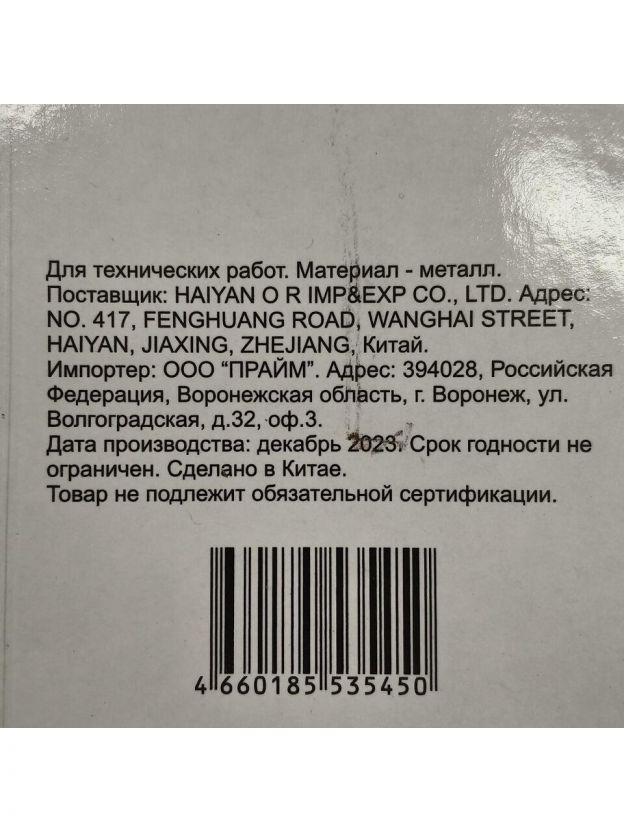 Для технических работ. Материал - металл.
Поставщик: HAIYAN O R IMP&EXP CO., LTD. Адрес:
NO. 417, FENGHUANG ROAD, WANGHAI STREET,
HAIYAN, JIAXING, ZHEJIANG, Китай.
Импортер: ООО "ПРАЙМ". Адрес: 394028, Российская
Федерация, Воронежская область, г. Воронеж, ул.
Волгоградская, д.32, оф.3.
Дата производства: декабрь 2023. Срок годности не
ограничен. Сделано в Китае.
Товар не подлежит обязательной сертификации.
4 660185 535450